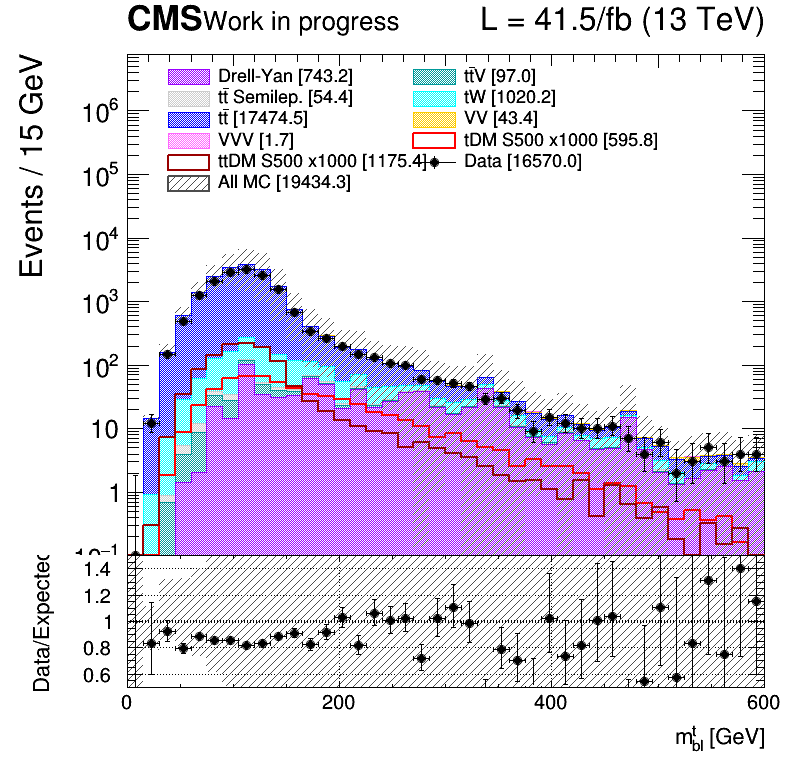 CMS Work in progress L = 41.5/fb (13 TeV)
Events / 15 GeV
Drell-Yan [743.2] tt̄V [97.0]
tt̄ Semilep. [54.4] tW [1020.2]
tt̄ [17474.5] VV [43.4]
VVV [1.7] tDM S500 x1000 [595.8]
ttDM S500 x1000 [1175.4] Data [16570.0]
All MC [19434.3]
10⁶
10⁵
10⁴
10³
10²
10
1
10⁻¹
Data/Expected
1.4
1.2
1
0.8
0.6
0 200 400 600
m^t_bl [GeV]